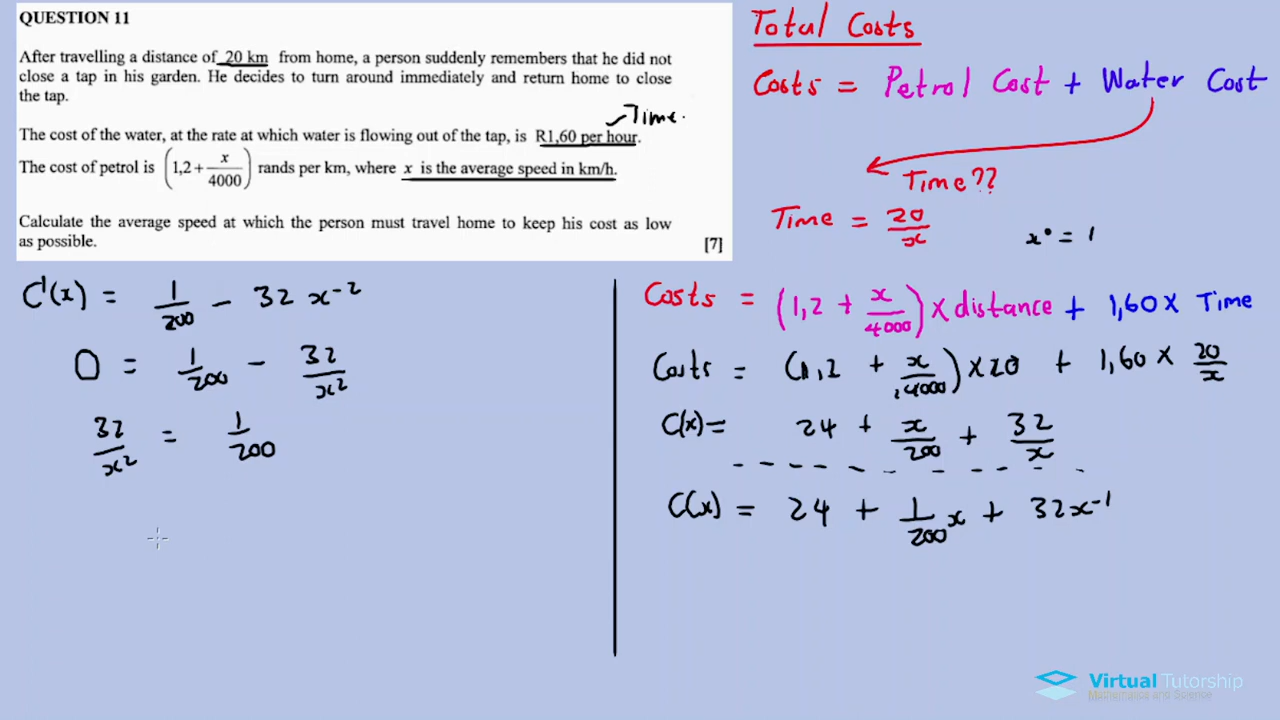 QUESTION 11
After travelling a distance of 20 km from home, a person suddenly remembers that he did not
close a tap in his garden. He decides to turn around immediately and return home to close
the tap.
Time.
The cost of the water, at the rate at which water is flowing out of the tap, is R1,60 per hour.
The cost of petrol is (1,2 + x/4000) rands per km, where x is the average speed in km/h.
Calculate the average speed at which the person must travel home to keep his cost as low
as possible.
[7]
Total Costs
Costs = Petrol Cost + Water Cost
Time??
Time = 20/x
x⁰ = 1
C'(x) = 1/200 - 32 x⁻²
0 = 1/200 - 32/x²
32/x² = 1/200
Costs = (1,2 + x/4000) × distance + 1,60 × Time
Costs = (1,2 + x/4000) × 20 + 1,60 × 20/x
C(x) = 24 + x/200 + 32/x
C(x) = 24 + 1/200 x + 32x⁻¹
Virtual Tutorship
Mathematics and Science